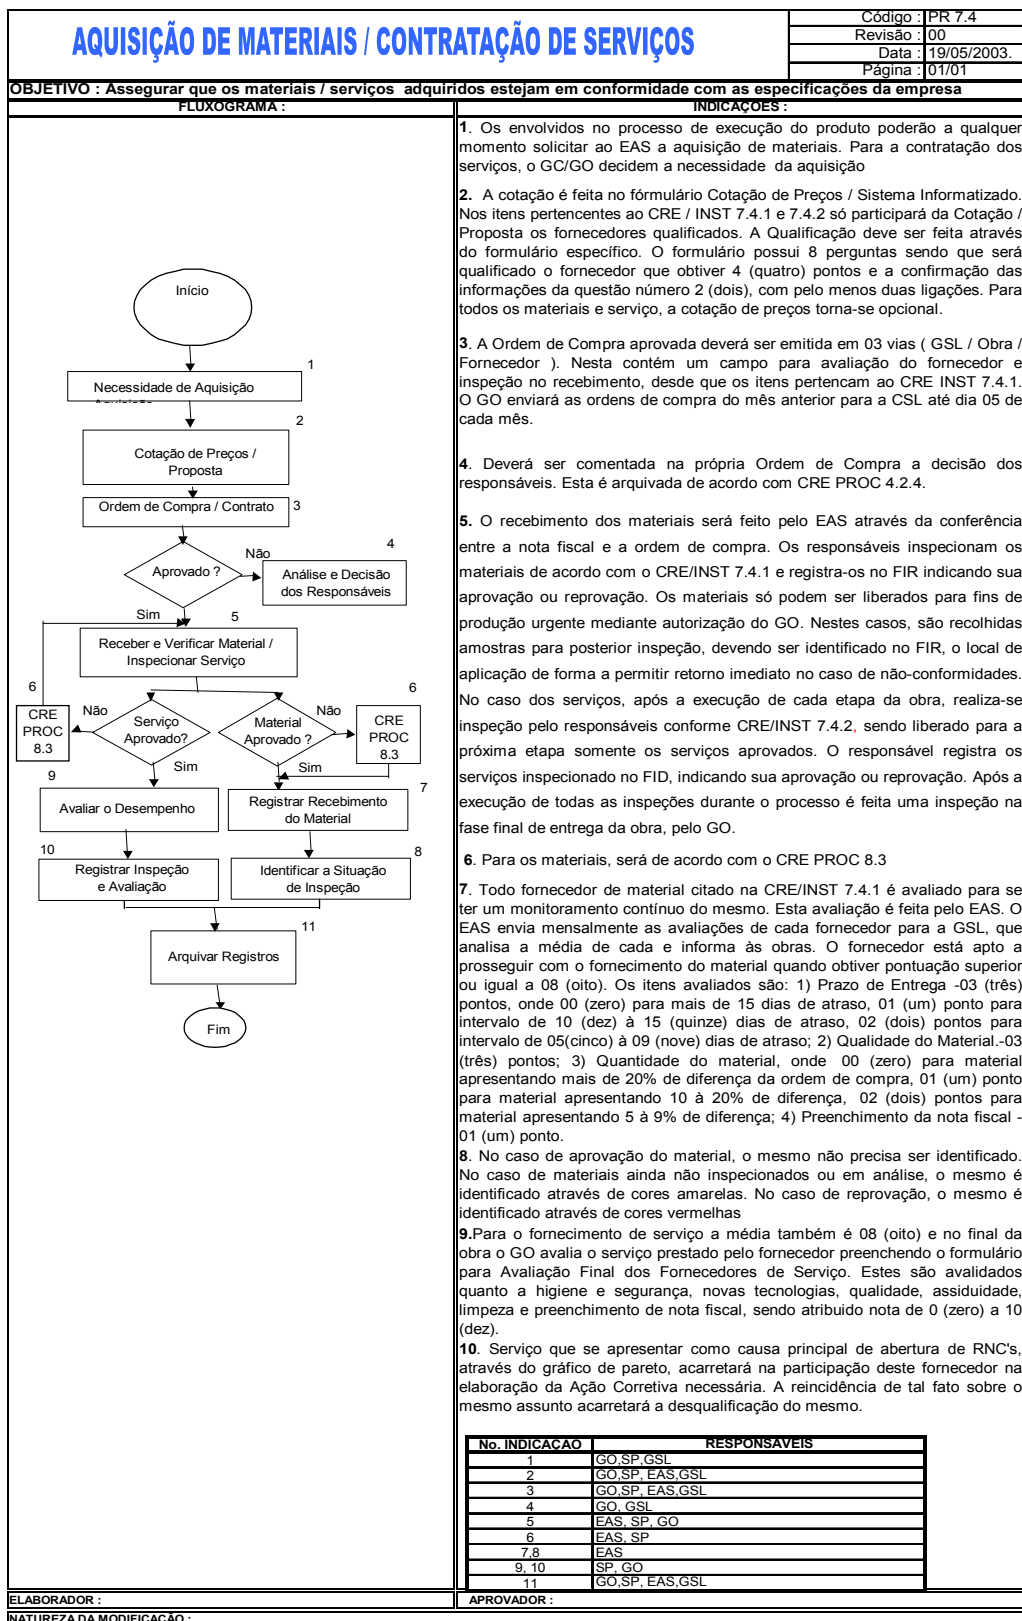 AQUISIÇÃO DE MATERIAIS / CONTRATAÇÃO DE SERVIÇOS
Código : PR 7.4
Revisão : 00
Data : 19/05/2003.
Página : 01/01
OBJETIVO : Assegurar que os materiais / serviços adquiridos estejam em conformidade com as especificações da empresa
FLUXOGRAMA :
Início
1
Necessidade de Aquisição
2
Cotação de Preços /
Proposta
Ordem de Compra / Contrato
3
Aprovado ?
Não
4
Análise e Decisão
dos Responsáveis
Sim
5
Receber e Verificar Material /
Inspecionar Serviço
6
CRE
PROC
8.3
Não
Serviço
Aprovado?
Material
Aprovado ?
Não
6
CRE
PROC
8.3
Sim
Sim
9
Avaliar o Desempenho
7
Registrar Recebimento
do Material
10
Registrar Inspeção
e Avaliação
8
Identificar a Situação
de Inspeção
11
Arquivar Registros
Fim
INDICAÇÕES :
1. Os envolvidos no processo de execução do produto poderão a qualquer
momento solicitar ao EAS a aquisição de materiais. Para a contratação dos
serviços, o GC/GO decidem a necessidade da aquisição
2. A cotação é feita no fórmulário Cotação de Preços / Sistema Informatizado.
Nos itens pertencentes ao CRE / INST 7.4.1 e 7.4.2 só participará da Cotação /
Proposta os fornecedores qualificados. A Qualificação deve ser feita através
do formulário específico. O formulário possui 8 perguntas sendo que será
qualificado o fornecedor que obtiver 4 (quatro) pontos e a confirmação das
informações da questão número 2 (dois), com pelo menos duas ligações. Para
todos os materiais e serviço, a cotação de preços torna-se opcional.
3. A Ordem de Compra aprovada deverá ser emitida em 03 vias ( GSL / Obra /
Fornecedor ). Nesta contém um campo para avaliação do fornecedor e
inspeção no recebimento, desde que os itens pertencam ao CRE INST 7.4.1.
O GO enviará as ordens de compra do mês anterior para a CSL até dia 05 de
cada mês.
4. Deverá ser comentada na própria Ordem de Compra a decisão dos
responsáveis. Esta é arquivada de acordo com CRE PROC 4.2.4.
5. O recebimento dos materiais será feito pelo EAS através da conferência
entre a nota fiscal e a ordem de compra. Os responsáveis inspecionam os
materiais de acordo com o CRE/INST 7.4.1 e registra-os no FIR indicando sua
aprovação ou reprovação. Os materiais só podem ser liberados para fins de
produção urgente mediante autorização do GO. Nestes casos, são recolhidas
amostras para posterior inspeção, devendo ser identificado no FIR, o local de
aplicação de forma a permitir retorno imediato no caso de não-conformidades.
No caso dos serviços, após a execução de cada etapa da obra, realiza-se
inspeção pelo responsáveis conforme CRE/INST 7.4.2, sendo liberado para a
próxima etapa somente os serviços aprovados. O responsável registra os
serviços inspecionado no FID, indicando sua aprovação ou reprovação. Após a
execução de todas as inspeções durante o processo é feita uma inspeção na
fase final de entrega da obra, pelo GO.
6. Para os materiais, será de acordo com o CRE PROC 8.3
7. Todo fornecedor de material citado na CRE/INST 7.4.1 é avaliado para se
ter um monitoramento contínuo do mesmo. Esta avaliação é feita pelo EAS. O
EAS envia mensalmente as avaliações de cada fornecedor para a GSL, que
analisa a média de cada e informa às obras. O fornecedor está apto a
prosseguir com o fornecimento do material quando obtiver pontuação superior
ou igual a 08 (oito). Os itens avaliados são: 1) Prazo de Entrega -03 (três)
pontos, onde 00 (zero) para mais de 15 dias de atraso, 01 (um) ponto para
intervalo de 10 (dez) à 15 (quinze) dias de atraso, 02 (dois) pontos para
intervalo de 05(cinco) à 09 (nove) dias de atraso; 2) Qualidade do Material.-03
(três) pontos; 3) Quantidade do material, onde 00 (zero) para material
apresentando mais de 20% de diferença da ordem de compra, 01 (um) ponto
para material apresentando 10 à 20% de diferença, 02 (dois) pontos para
material apresentando 5 à 9% de diferença; 4) Preenchimento da nota fiscal -
01 (um) ponto.
8. No caso de aprovação do material, o mesmo não precisa ser identificado.
No caso de materiais ainda não inspecionados ou em análise, o mesmo é
identificado através de cores amarelas. No caso de reprovação, o mesmo é
identificado através de cores vermelhas
9.Para o fornecimento de serviço a média também é 08 (oito) e no final da
obra o GO avalia o serviço prestado pelo fornecedor preenchendo o formulário
para Avaliação Final dos Fornecedores de Serviço. Estes são avalidados
quanto a higiene e segurança, novas tecnologias, qualidade, assiduidade,
limpeza e preenchimento de nota fiscal, sendo atribuido nota de 0 (zero) a 10
(dez).
10. Serviço que se apresentar como causa principal de abertura de RNC's,
através do gráfico de pareto, acarretará na participação deste fornecedor na
elaboração da Ação Corretiva necessária. A reincidência de tal fato sobre o
mesmo assunto acarretará a desqualificação do mesmo.
No. INDICAÇÃO RESPONSÁVEIS
1 GO,SP,GSL
2 GO,SP, EAS,GSL
3 GO,SP, EAS,GSL
4 GO, GSL
5 EAS, SP, GO
6 EAS, SP
7,8 EAS
9, 10 SP, GO
11 GO,SP, EAS,GSL
ELABORADOR :
APROVADOR :
NATUREZA DA MODIFICAÇÃO :